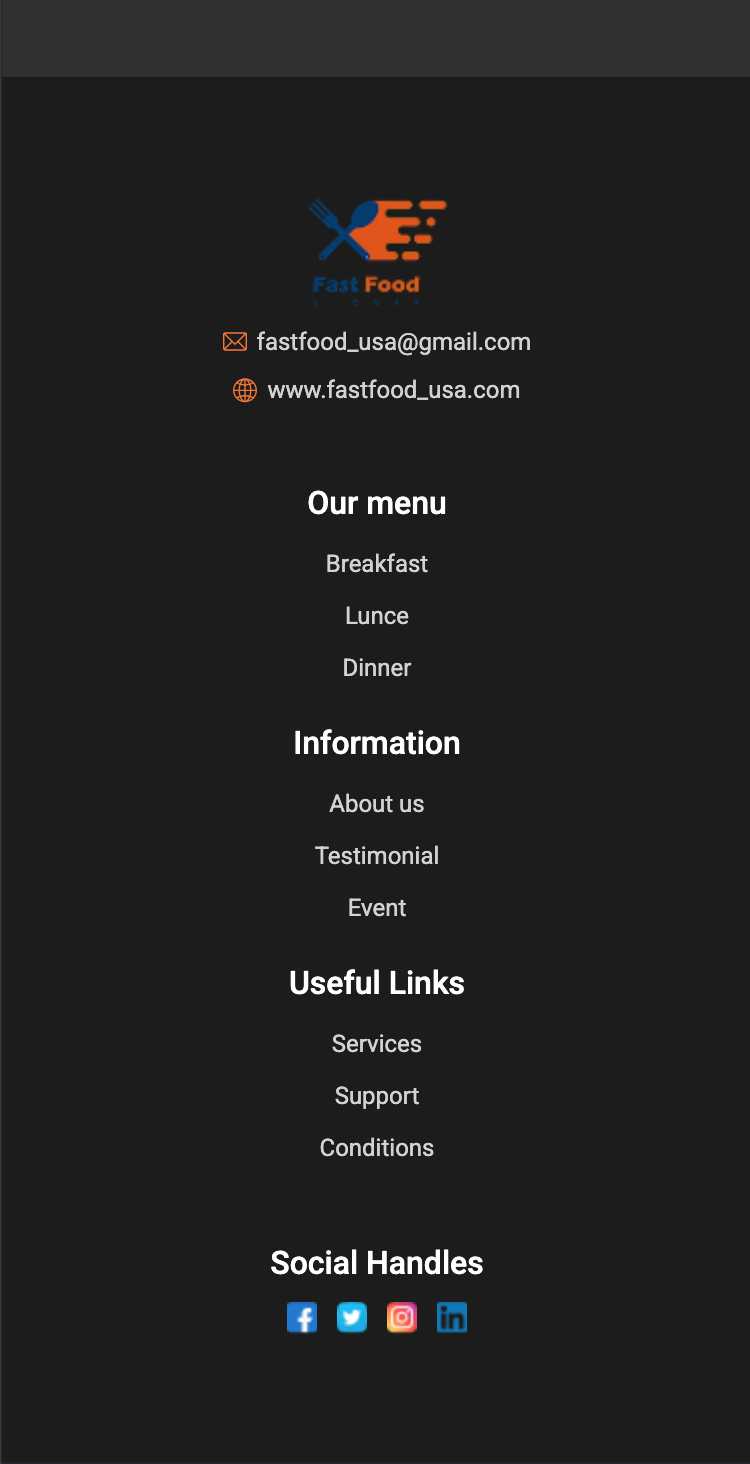 Fast Food
fastfood_usa@gmail.com
www.fastfood_usa.com
Our menu
Breakfast
Lunce
Dinner
Information
About us
Testimonial
Event
Useful Links
Services
Support
Conditions
Social Handles
f
in